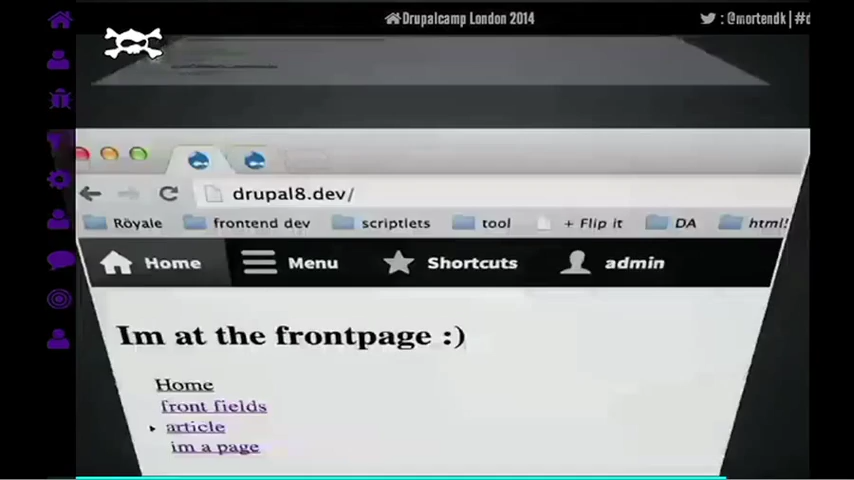 Drupalcamp London 2014
: @mortendk | #d
drupal8.dev/
Röyale frontend dev scriptlets tool + Flip it DA html!
Home Menu Shortcuts admin
Im at the frontpage :)
Home
front fields
article
im a page